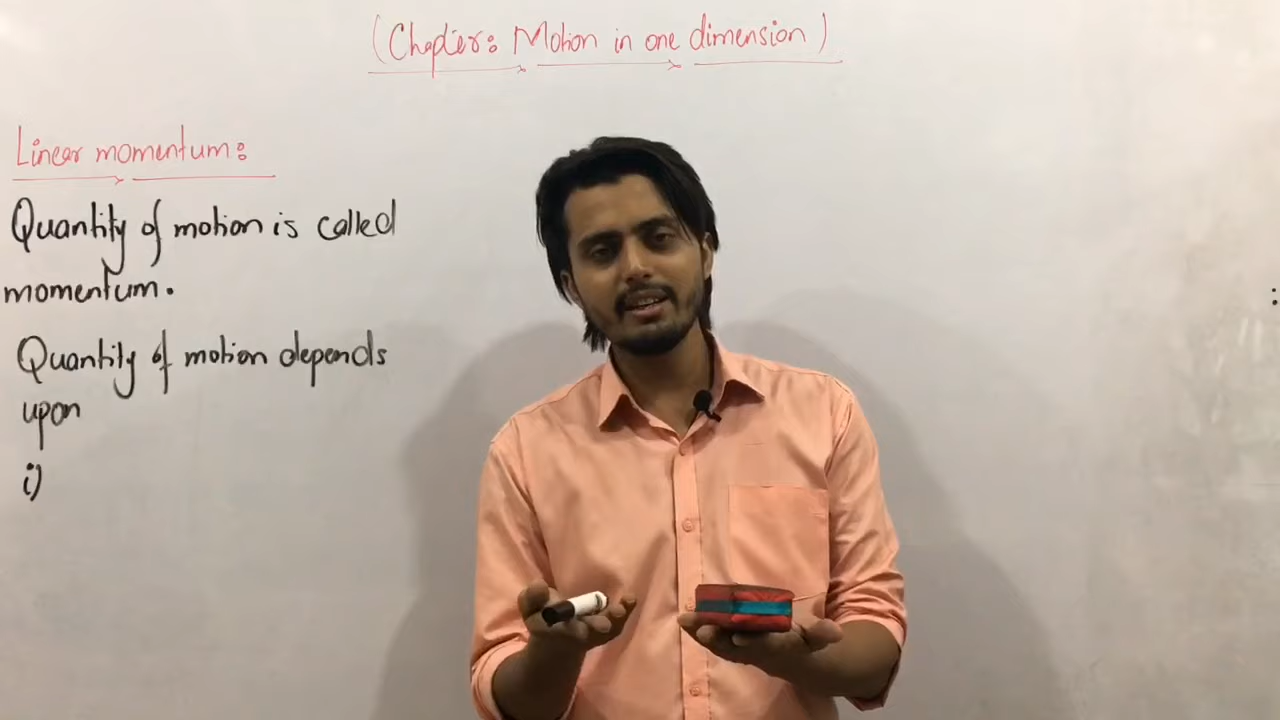 (Chapter: Motion in one dimension)
Linear momentum:
Quantity of motion is called
momentum.
Quantity of motion depends
upon
i)